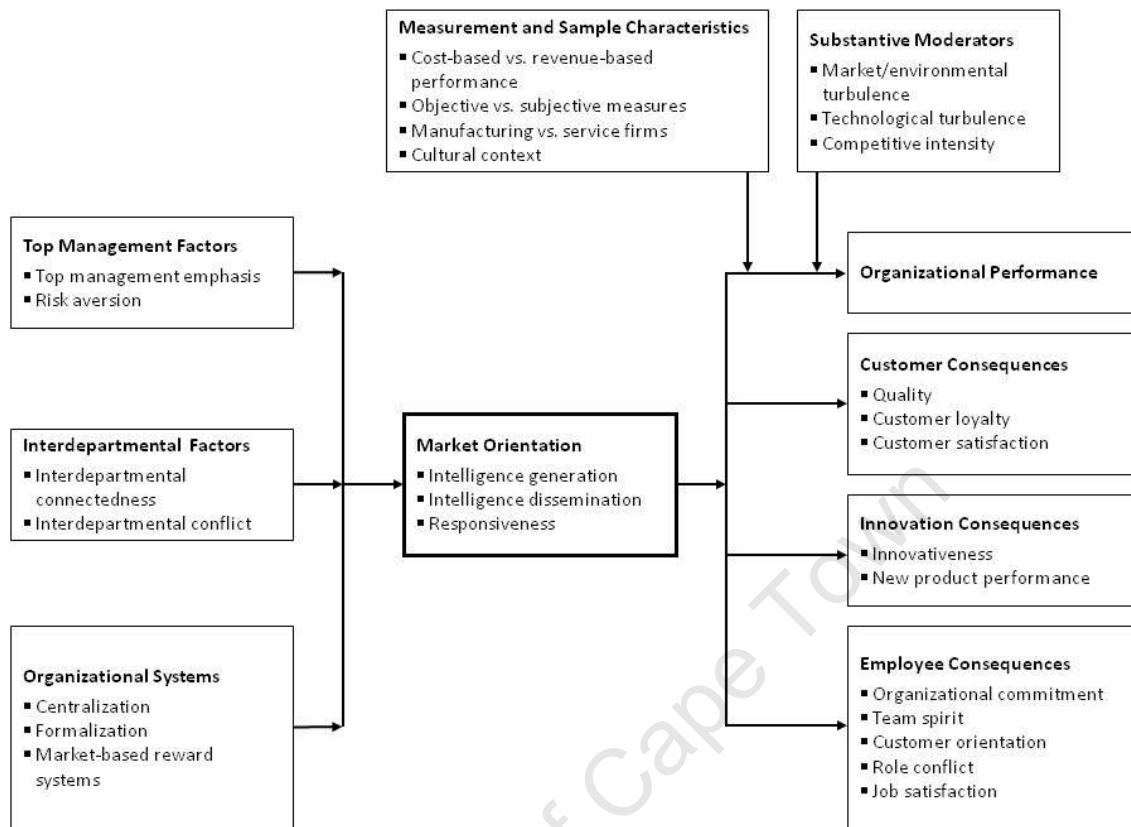 Measurement and Sample Characteristics
▪ Cost-based vs. revenue-based
performance
▪ Objective vs. subjective measures
▪ Manufacturing vs. service firms
▪ Cultural context
Substantive Moderators
▪ Market/environmental
turbulence
▪ Technological turbulence
▪ Competitive intensity
Top Management Factors
▪ Top management emphasis
▪ Risk aversion
Interdepartmental Factors
▪ Interdepartmental
connectedness
▪ Interdepartmental conflict
Organizational Systems
▪ Centralization
▪ Formalization
▪ Market-based reward
systems
Market Orientation
▪ Intelligence generation
▪ Intelligence dissemination
▪ Responsiveness
Organizational Performance
Customer Consequences
▪ Quality
▪ Customer loyalty
▪ Customer satisfaction
Innovation Consequences
▪ Innovativeness
▪ New product performance
Employee Consequences
▪ Organizational commitment
▪ Team spirit
▪ Customer orientation
▪ Role conflict
▪ Job satisfaction
Cape Town